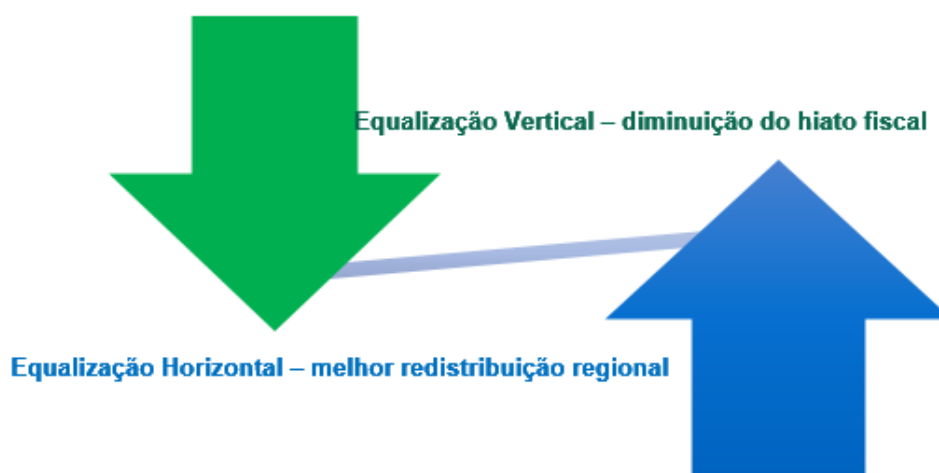 Equalização Vertical – diminuição do hiato fiscal
Equalização Horizontal – melhor redistribuição regional